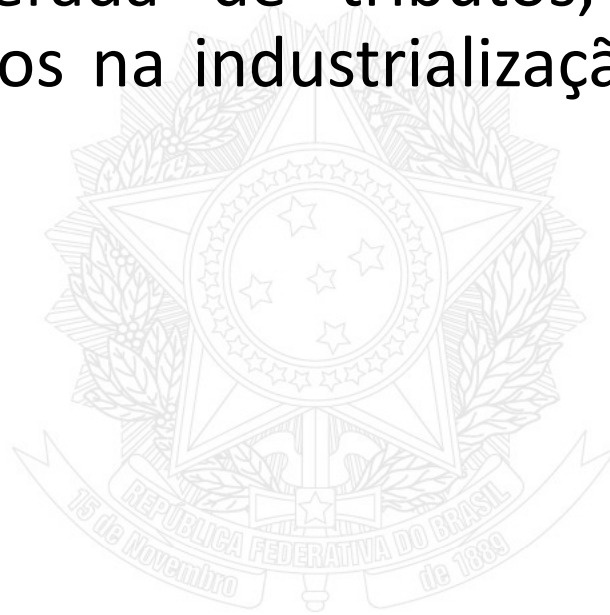 de tributos,
os na industrializaçã
REPÚBLICA FEDERATIVA DO BRASIL
15 de Novembro
de 1889